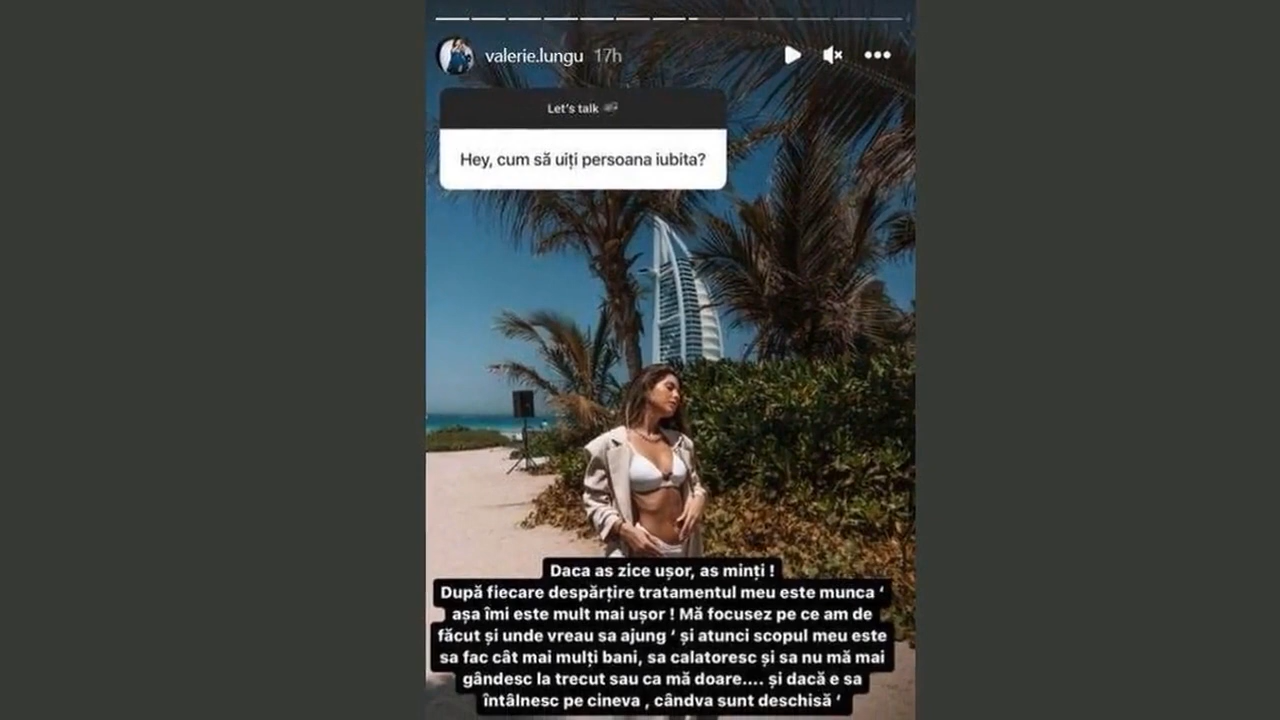 valerie.lungu 17h
Let's talk
Hey, cum să uiți persoana iubita?
Daca as zice ușor, as minți !
După fiecare despărțire tratamentul meu este munca ‘
așa îmi este mult mai ușor ! Mă focusez pe ce am de
făcut și unde vreau sa ajung ‘ și atunci scopul meu este
sa fac cât mai mulți bani, sa calatoresc și sa nu mă mai
gândesc la trecut sau ca mă doare.... și dacă e sa
întâlnesc pe cineva , cândva sunt deschisă ‘